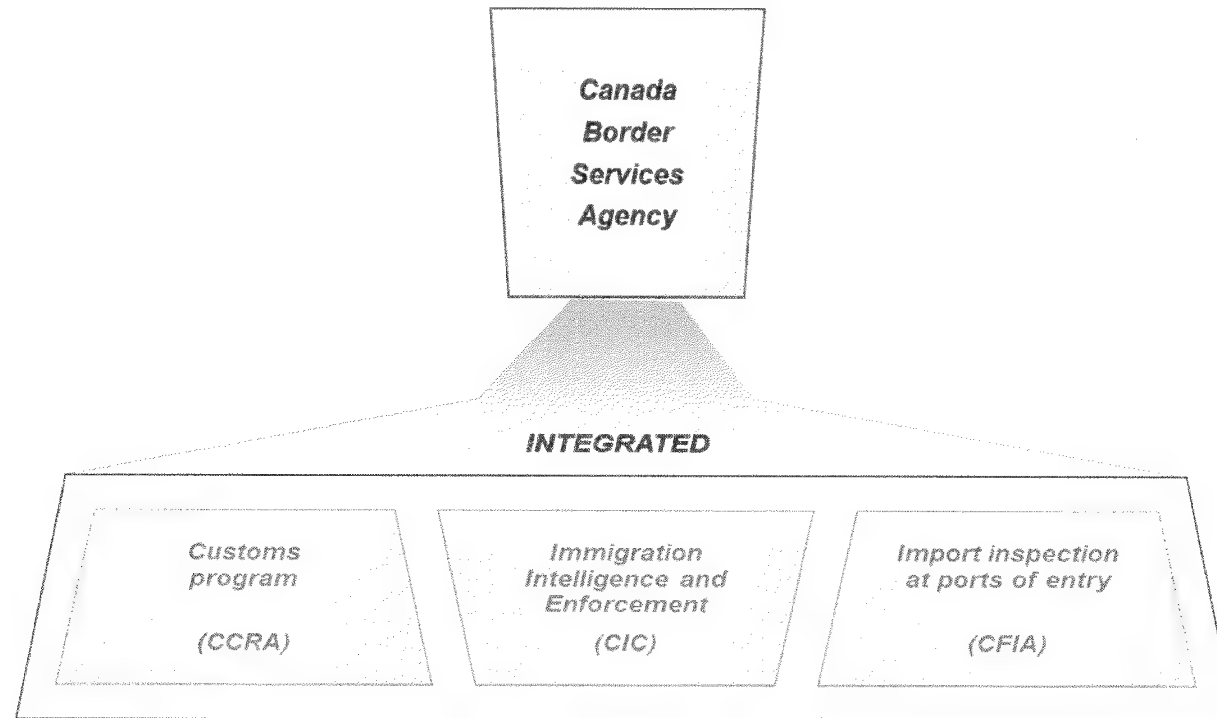 Canada
Border
Services
Agency
INTEGRATED
Customs
program
(CCRA)
Immigration
Intelligence and
Enforcement
(CIC)
Import inspection
at ports of entry
(CFIA)